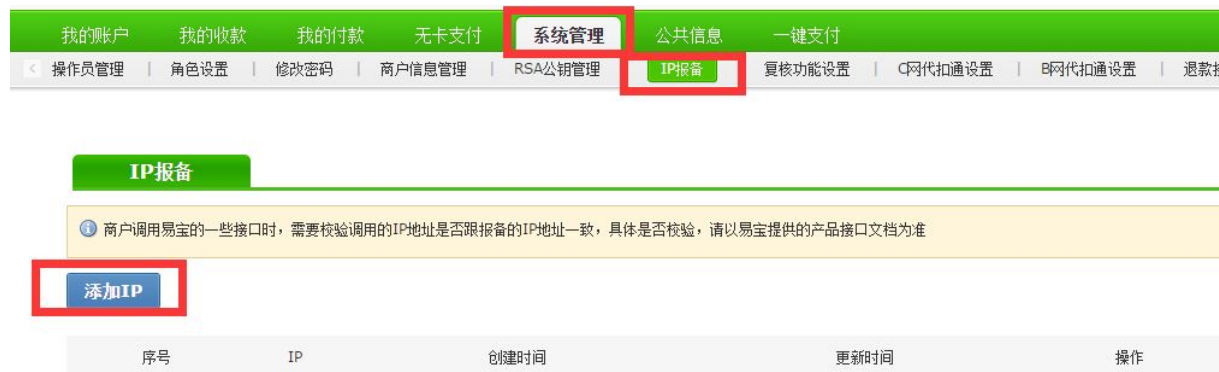 我的账户 我的收款 我的付款 无卡支付 系统管理 公共信息 一键支付
< 操作员管理 | 角色设置 | 修改密码 | 商户信息管理 | RSA公钥管理 IP报备 复核功能设置 | C网代扣通设置 | B网代扣通设置 | 退款接
IP报备
商户调用易宝的一些接口时，需要校验调用的IP地址是否跟报备的IP地址一致，具体是否校验，请以易宝提供的产品接口文档为准
添加IP
序号 IP 创建时间 更新时间 操作